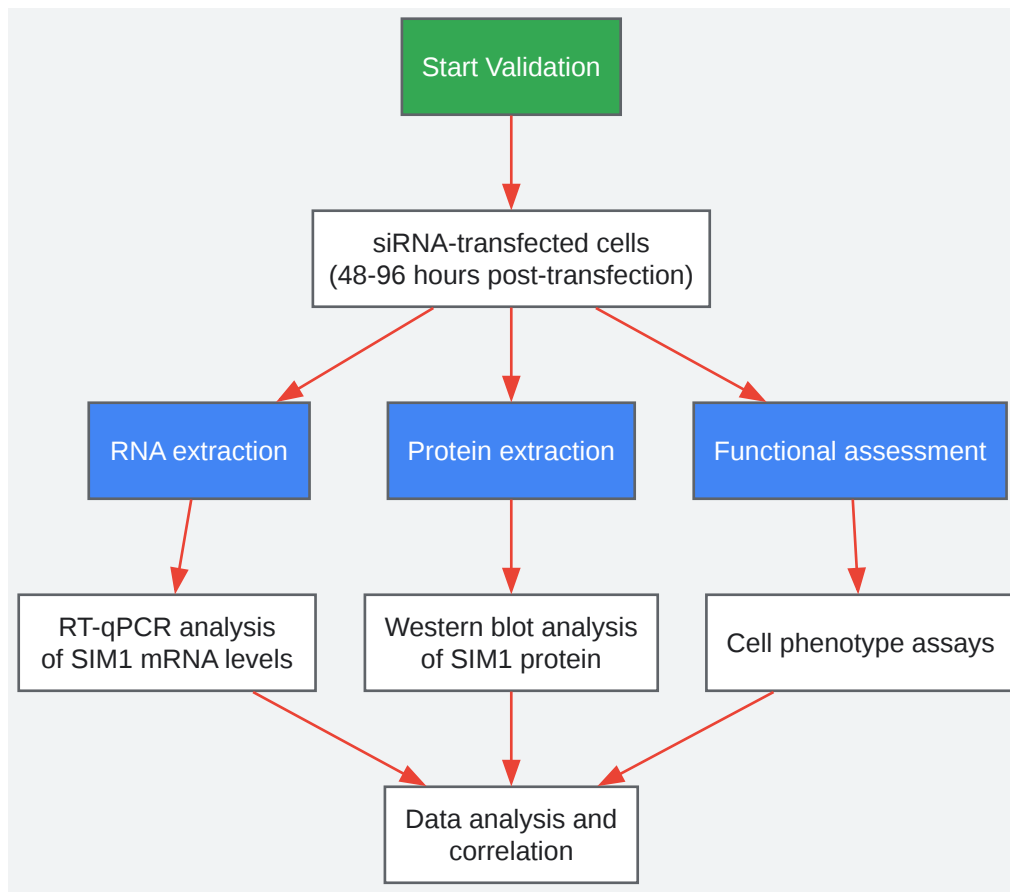 Start Validation
siRNA-transfected cells
(48-96 hours post-transfection)
RNA extraction
Protein extraction
Functional assessment
RT-qPCR analysis
of SIM1 mRNA levels
Western blot analysis
of SIM1 protein
Cell phenotype assays
Data analysis and
correlation